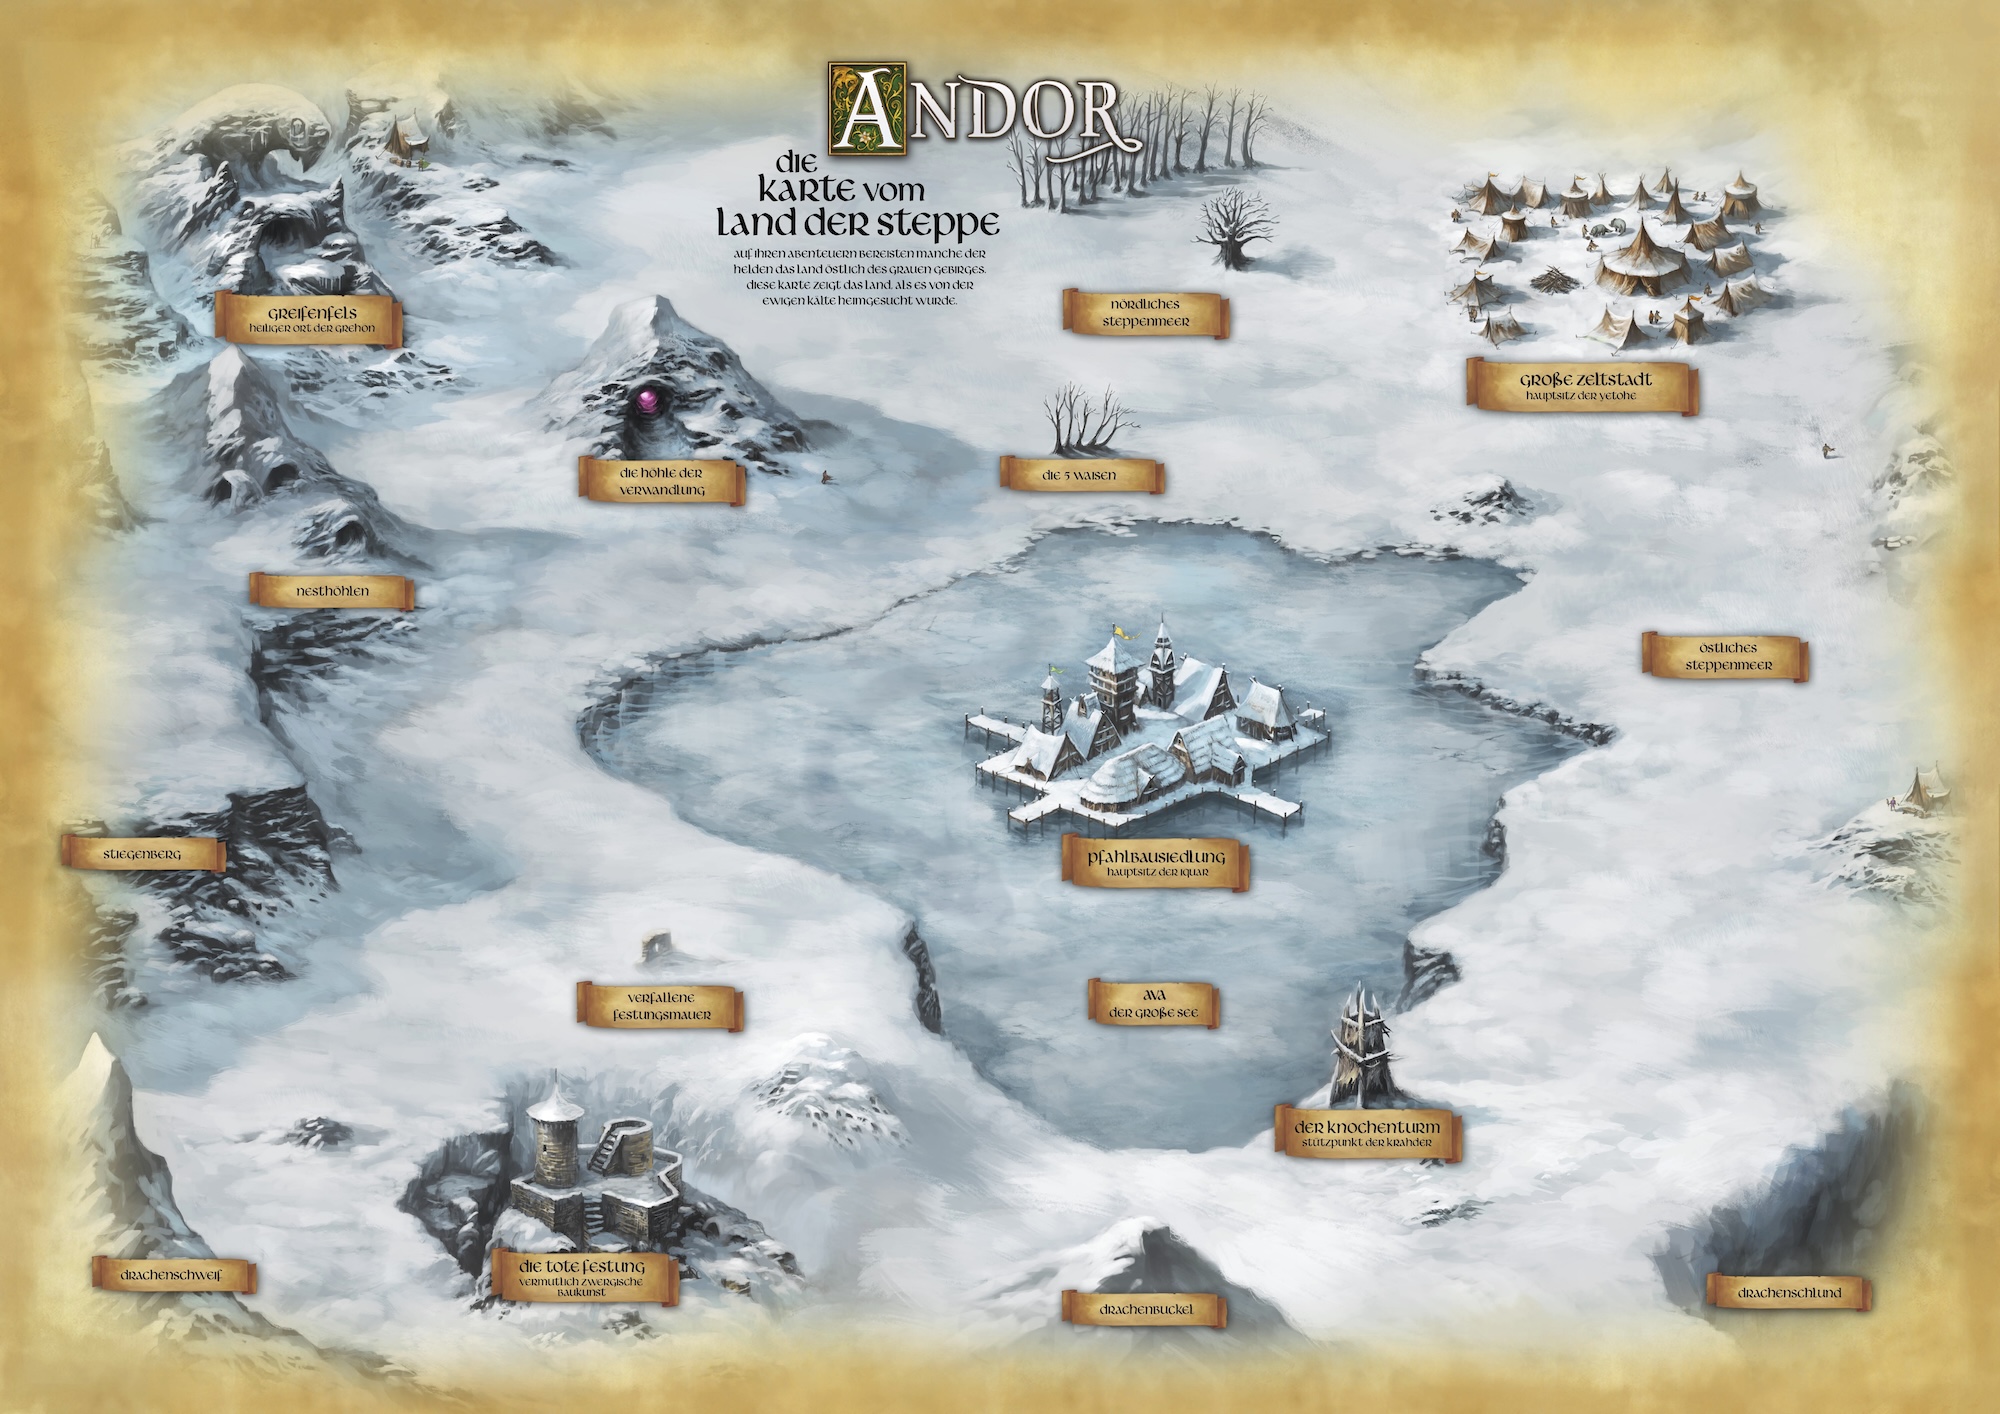 ANDOR
die
Karte vom
Land der Steppe
Auf ihren Abenteuern bereisten manche der
Helden das Land östlich des Grauen Gebirges.
Diese Karte zeigt das Land, als es von der
ewigen Kälte heimgesucht wurde.
Greifenfels
Heiliger Ort der Grehon
Nördliches
Steppenmeer
Große Zeltstadt
Hauptsitz der Yetohe
Die Höhle der
Verwandlung
Die 5 Waisen
Nesthöhlen
Östliches
Steppenmeer
Stiegenberg
Pfahlbausiedlung
Hauptsitz der Iquar
Verfallene
Festungsmauer
Ava
Der große See
Der Knochenturm
Stützpunkt der Krahder
Drachenschweif
Die Tote Festung
Vermutlich zwergische
Baukunst
Drachenbuckel
Drachenschlund